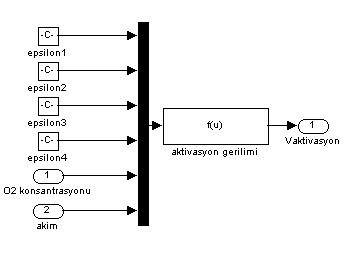 -C-
epsilon1
-C-
epsilon2
-C-
epsilon3
-C-
epsilon4
1
O2 konsantrasyonu
2
akim
f(u)
aktivasyon gerilimi
1
Vaktivasyon